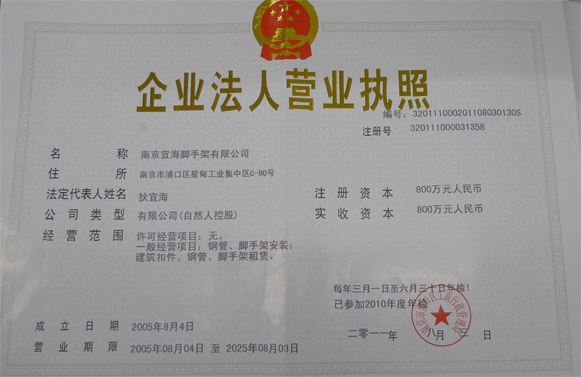 企业法人营业执照
编号：320111000201108030130S
注册号 320111000031358
名称 南京宜海脚手架有限公司
住所 南京市浦口区星甸工业集中区C-90号
法定代表人姓名 狄宜海
注册资本 800万元人民币
公司类型 有限公司(自然人控股)
实收资本 800万元人民币
经营范围 许可经营项目：无。
一般经营项目：钢管、脚手架安装；
建筑扣件、钢管、脚手架租赁。
每年三月一日至六月三十日年检！
已参加2010年度年检
成立日期 2005年8月4日
二零一一年 八月 日
营业期限 2005年08月04日 至 2025年08月03日